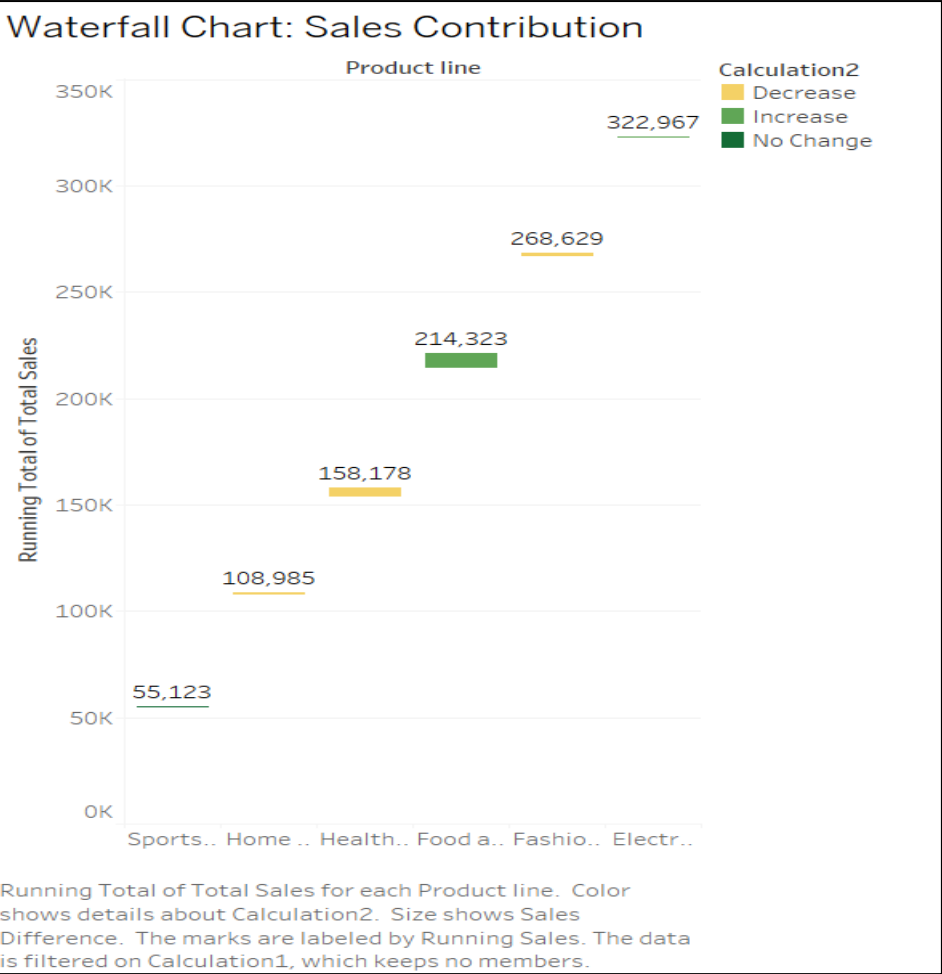 Waterfall Chart: Sales Contribution
Product line
Calculation2
Decrease
Increase
No Change
350K
300K
250K
200K
150K
100K
50K
0K
Running Total of Total Sales
322,967
268,629
214,323
158,178
108,985
55,123
Sports.. Home .. Health.. Food a.. Fashio.. Electr..
Running Total of Total Sales for each Product line.  Color
shows details about Calculation2.  Size shows Sales
Difference.  The marks are labeled by Running Sales. The data
is filtered on Calculation1, which keeps no members.